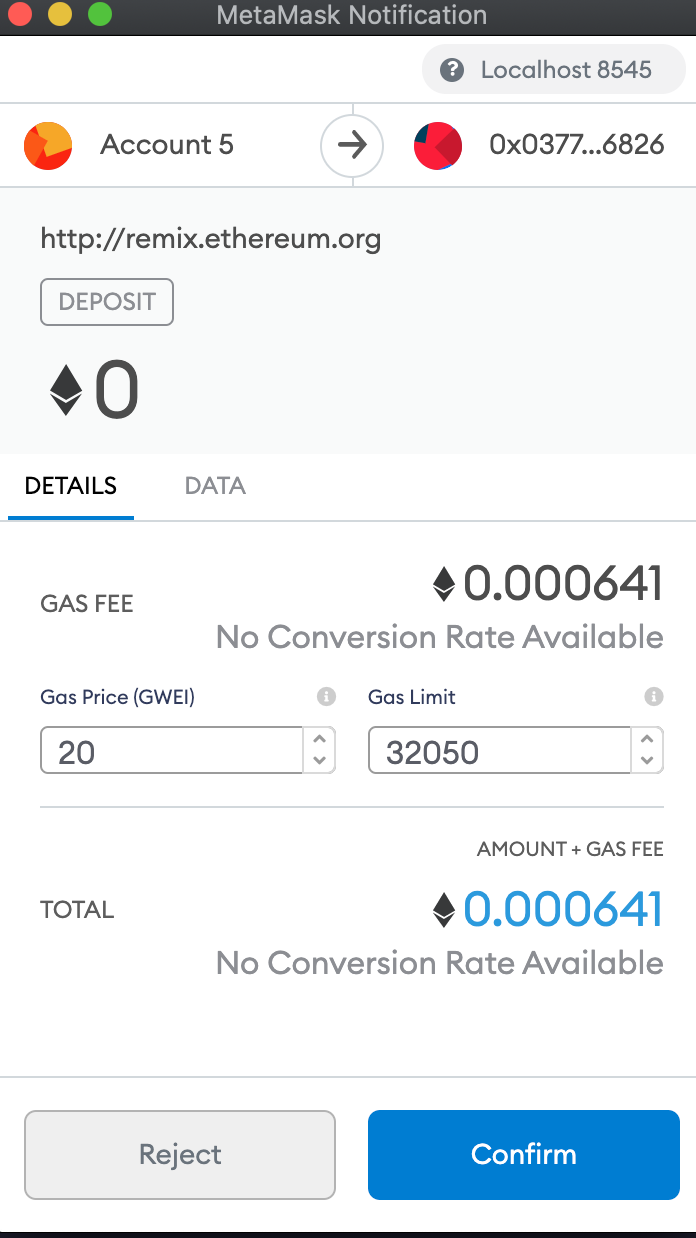 MetaMask Notification
? Localhost 8545
Account 5
0x0377...6826
http://remix.ethereum.org
DEPOSIT
0
DETAILS DATA
GAS FEE
0.000641
No Conversion Rate Available
Gas Price (GWEI) i Gas Limit i
20 32050
AMOUNT + GAS FEE
TOTAL
0.000641
No Conversion Rate Available
Reject Confirm